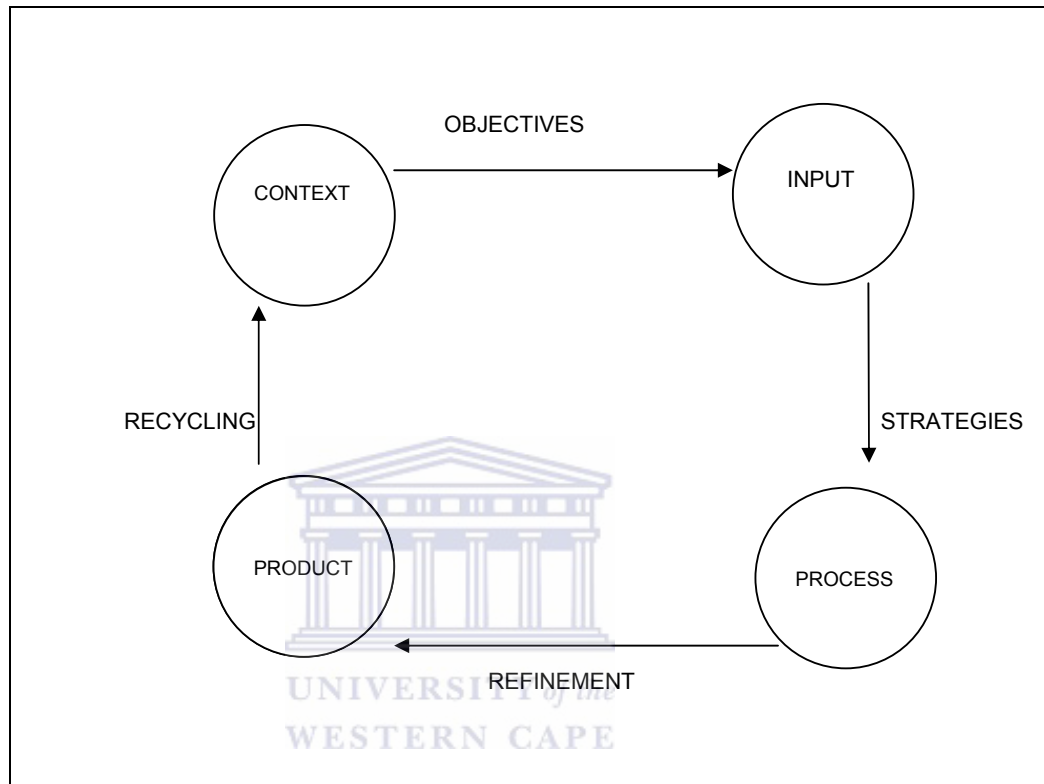 OBJECTIVES
CONTEXT
INPUT
RECYCLING
STRATEGIES
PRODUCT
PROCESS
REFINEMENT
UNIVERSITY of the
WESTERN CAPE